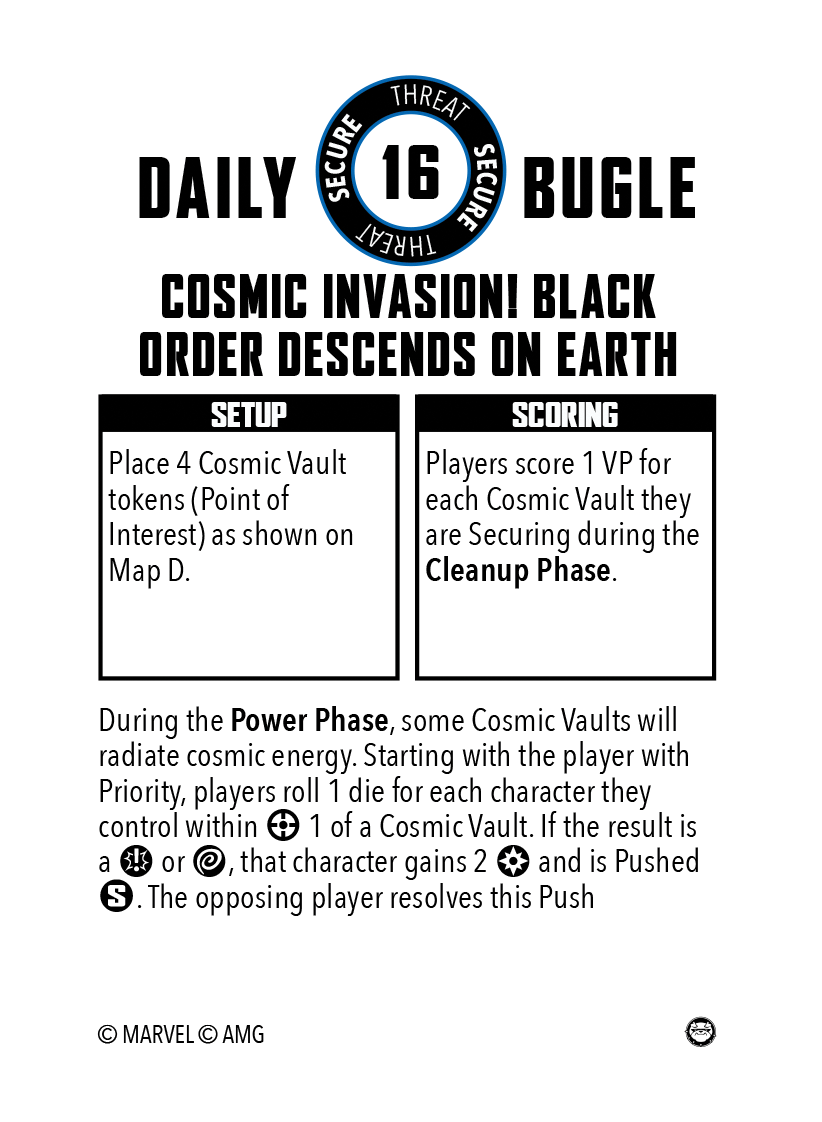 DAILY BUGLE
THREAT
SECURE
16
SECURE
THREAT
COSMIC INVASION! BLACK
ORDER DESCENDS ON EARTH
SETUP
Place 4 Cosmic Vault
tokens (Point of
Interest) as shown on
Map D.
SCORING
Players score 1 VP for
each Cosmic Vault they
are Securing during the
Cleanup Phase.
During the Power Phase, some Cosmic Vaults will
radiate cosmic energy. Starting with the player with
Priority, players roll 1 die for each character they
control within 1 of a Cosmic Vault. If the result is
a or , that character gains 2 and is Pushed
S. The opposing player resolves this Push
© MARVEL © AMG